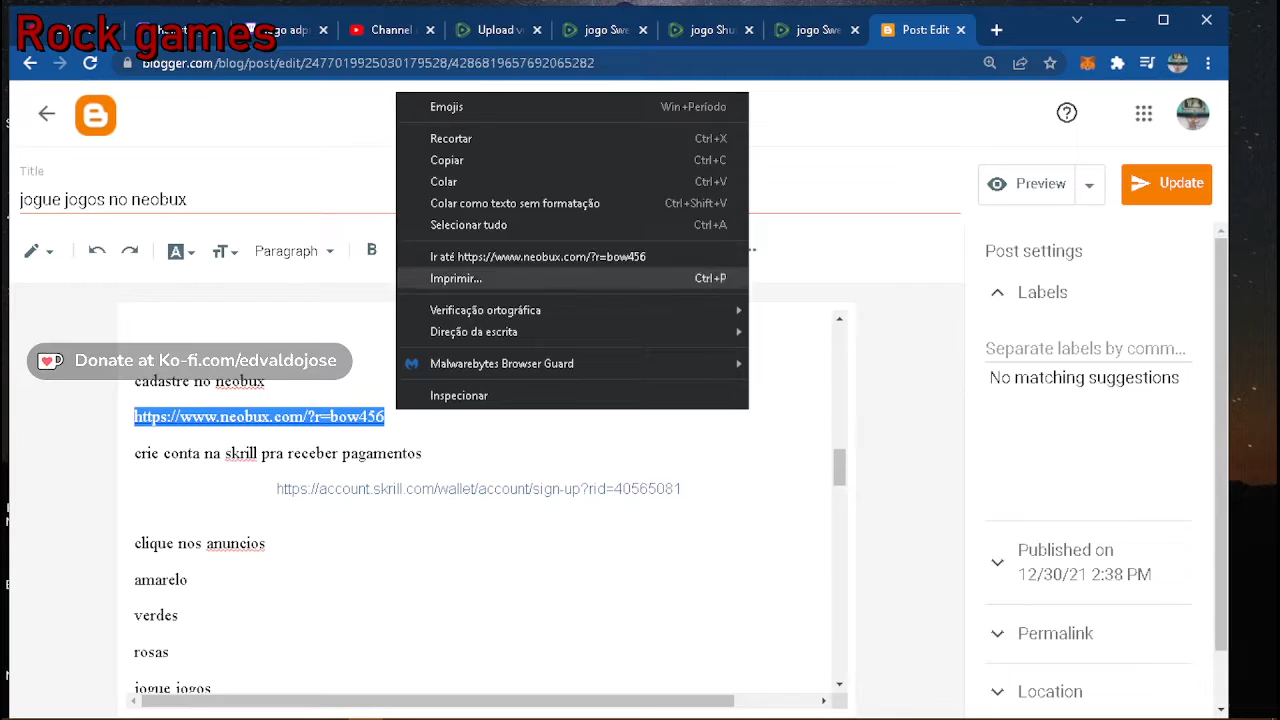 Rock games
Channel
Upload v
jogo Sw
jogo Shu
jogo Sw
Post: Edit
blogger.com/blog/post/edit/2477019925030179528/4286819657692065282
Title
jogue jogos no neobux
Preview
Update
Paragraph
B
Emojis Win+Período
Recortar Ctrl+X
Copiar Ctrl+C
Colar Ctrl+V
Colar como texto sem formatação Ctrl+Shift+V
Selecionar tudo Ctrl+A
Ir até https://www.neobux.com/?r=bow456
Imprimir... Ctrl+P
Verificação ortográfica
Direção da escrita
Malwarebytes Browser Guard
Inspecionar
Donate at Ko-fi.com/edvaldojose
cadastre no neobux
https://www.neobux.com/?r=bow456
crie conta na skrill pra receber pagamentos
https://account.skrill.com/wallet/account/sign-up?rid=40565081
clique nos anuncios
amarelo
verdes
rosas
jogue jogos
Post settings
Labels
Separate labels by comm...
No matching suggestions
Published on
12/30/21 2:38 PM
Permalink
Location